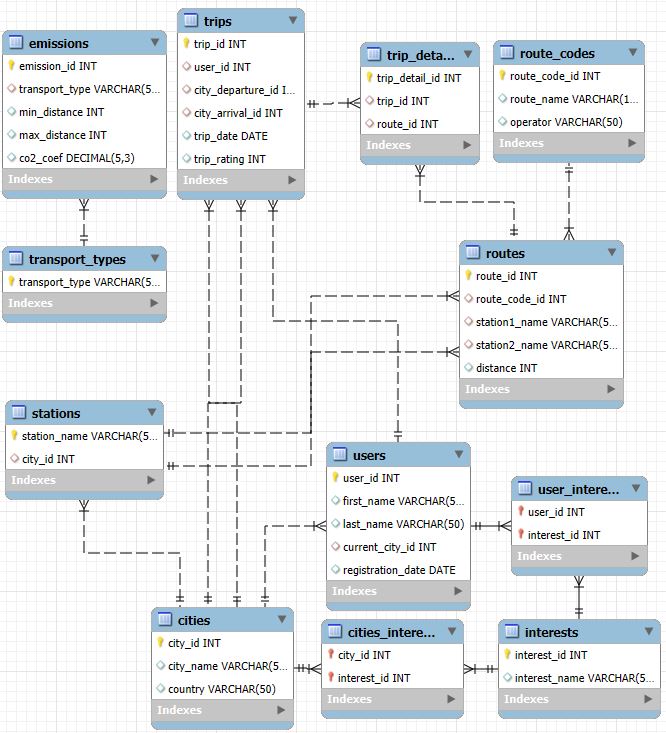 emissions
emission_id INT
transport_type VARCHAR(5...
min_distance INT
max_distance INT
co2_coef DECIMAL(5,3)
Indexes
trips
trip_id INT
user_id INT
city_departure_id I...
city_arrival_id INT
trip_date DATE
trip_rating INT
Indexes
trip_deta...
trip_detail_id INT
trip_id INT
route_id INT
Indexes
route_codes
route_code_id INT
route_name VARCHAR(1...
operator VARCHAR(50)
Indexes
transport_types
transport_type VARCHAR(5...
Indexes
routes
route_id INT
route_code_id INT
station1_name VARCHAR(5...
station2_name VARCHAR(5...
distance INT
Indexes
stations
station_name VARCHAR(5...
city_id INT
Indexes
users
user_id INT
first_name VARCHAR(5...
last_name VARCHAR(50)
current_city_id INT
registration_date DATE
Indexes
user_intere...
user_id INT
interest_id INT
Indexes
cities
city_id INT
city_name VARCHAR(5...
country VARCHAR(50)
Indexes
cities_intere...
city_id INT
interest_id INT
Indexes
interests
interest_id INT
interest_name VARCHAR(5...
Indexes